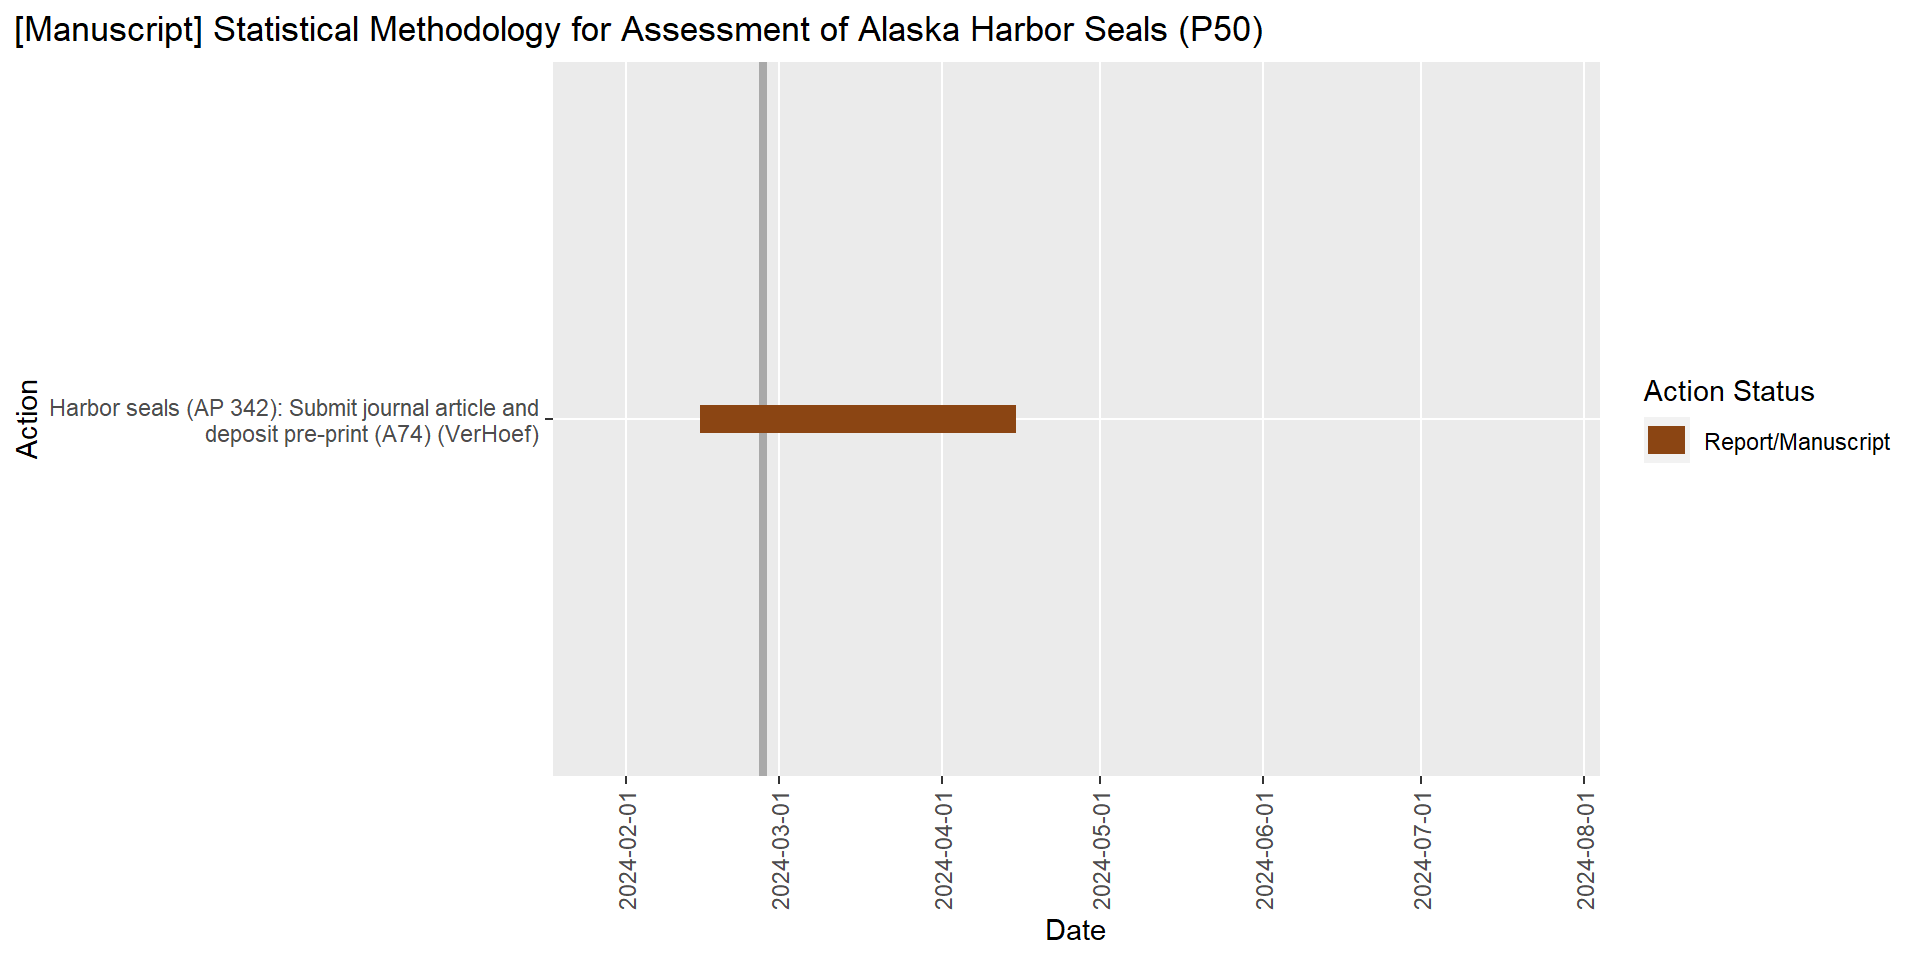 [Manuscript] Statistical Methodology for Assessment of Alaska Harbor Seals (P50)
Action
Harbor seals (AP 342): Submit journal article and
deposit pre-print (A74) (VerHoef)
Action Status
Report/Manuscript
2024-02-01
2024-03-01
2024-04-01
2024-05-01
2024-06-01
2024-07-01
2024-08-01
Date